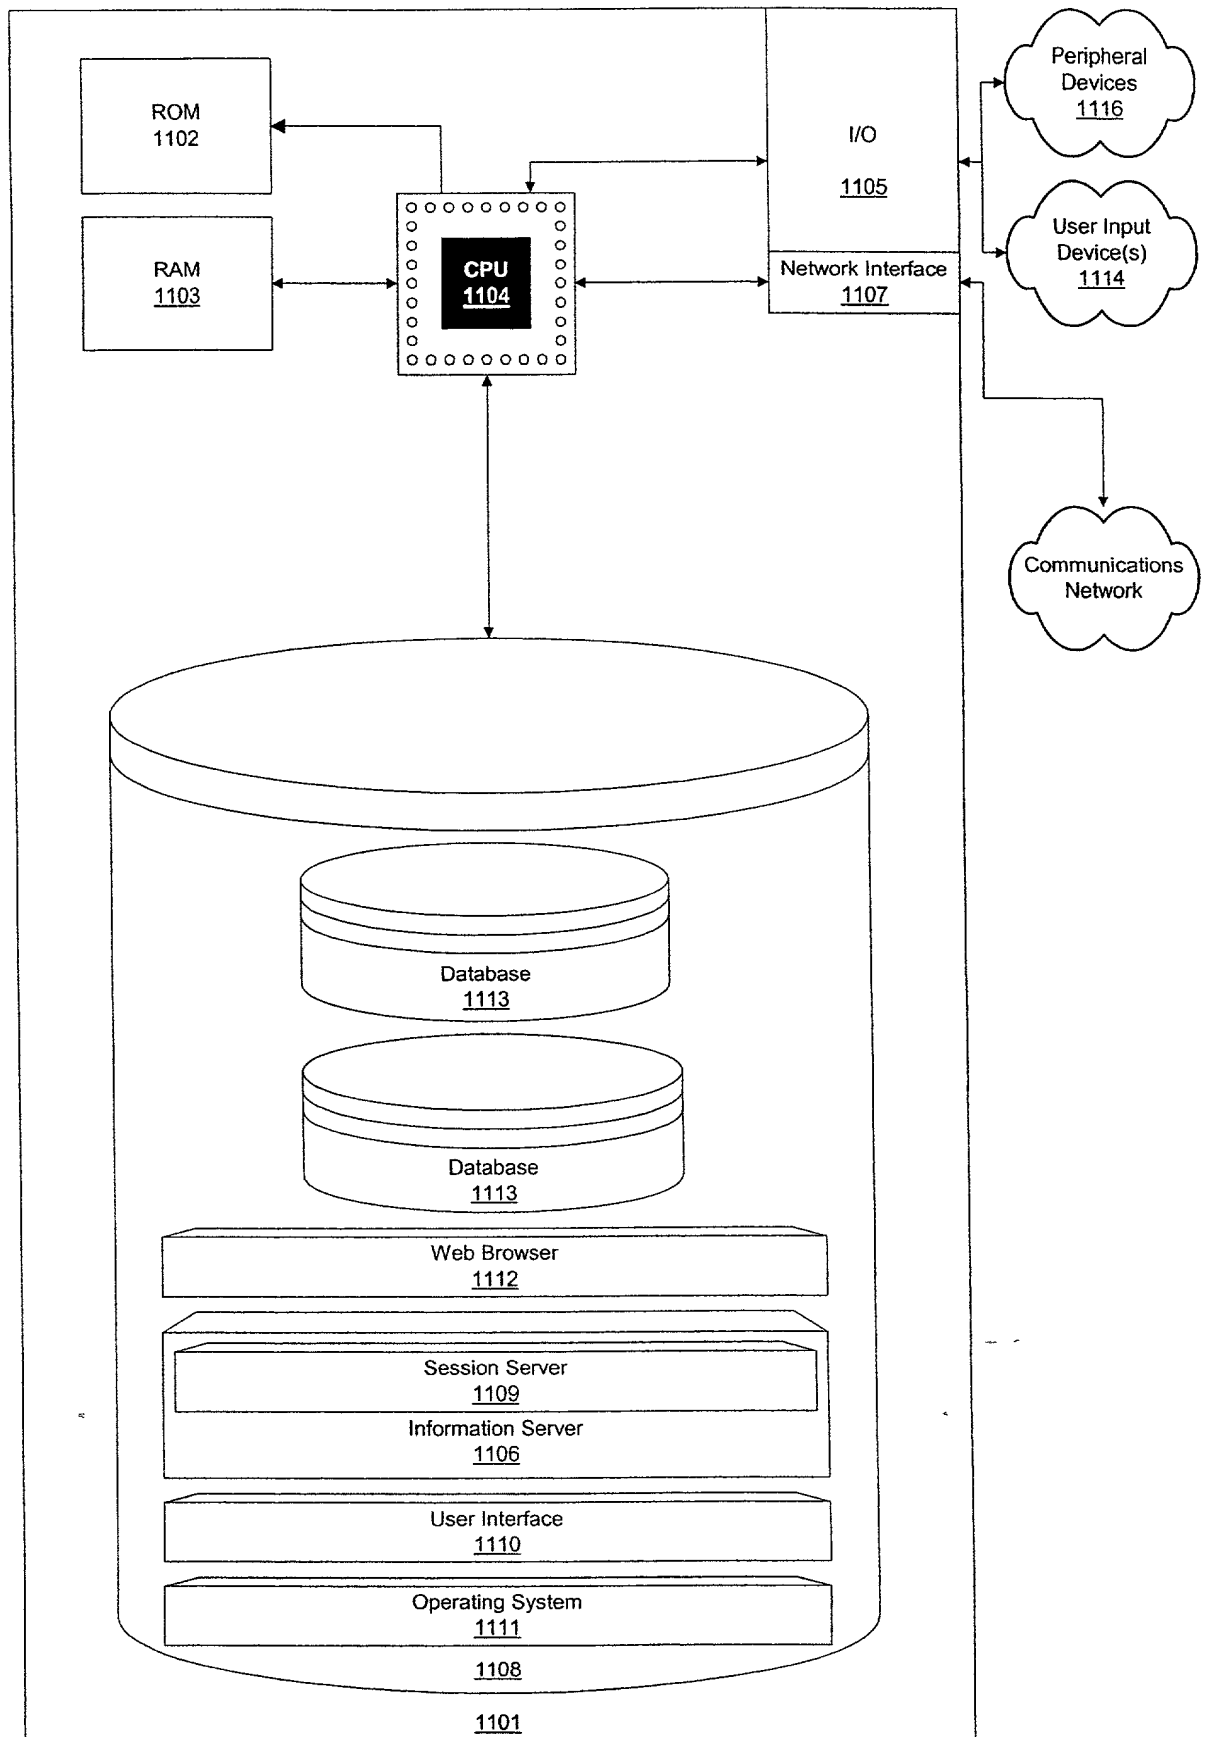 ROM
1102
RAM
1103
CPU
1104
I/O
1105
Network Interface
1107
Peripheral
Devices
1116
User Input
Device(s)
1114
Communications
Network
Database
1113
Database
1113
Web Browser
1112
Session Server
1109
Information Server
1106
User Interface
1110
Operating System
1111
1108
1101